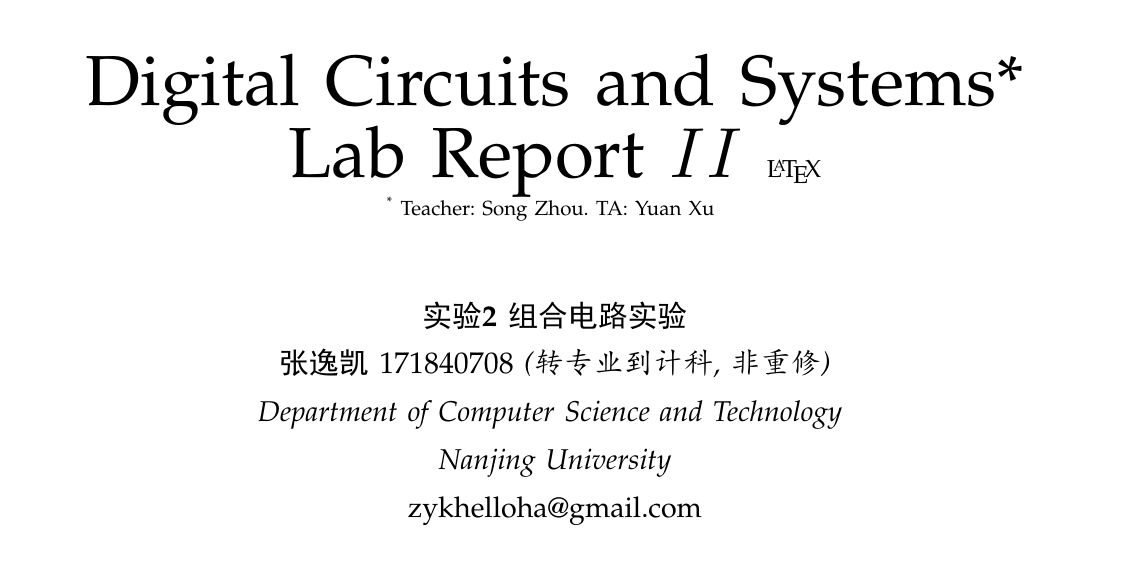 Digital Circuits and Systems*
Lab Report II LATEX
* Teacher: Song Zhou. TA: Yuan Xu
实验2 组合电路实验
张逸凯 171840708 (转专业到计科, 非重修)
Department of Computer Science and Technology
Nanjing University
zykhelloha@gmail.com